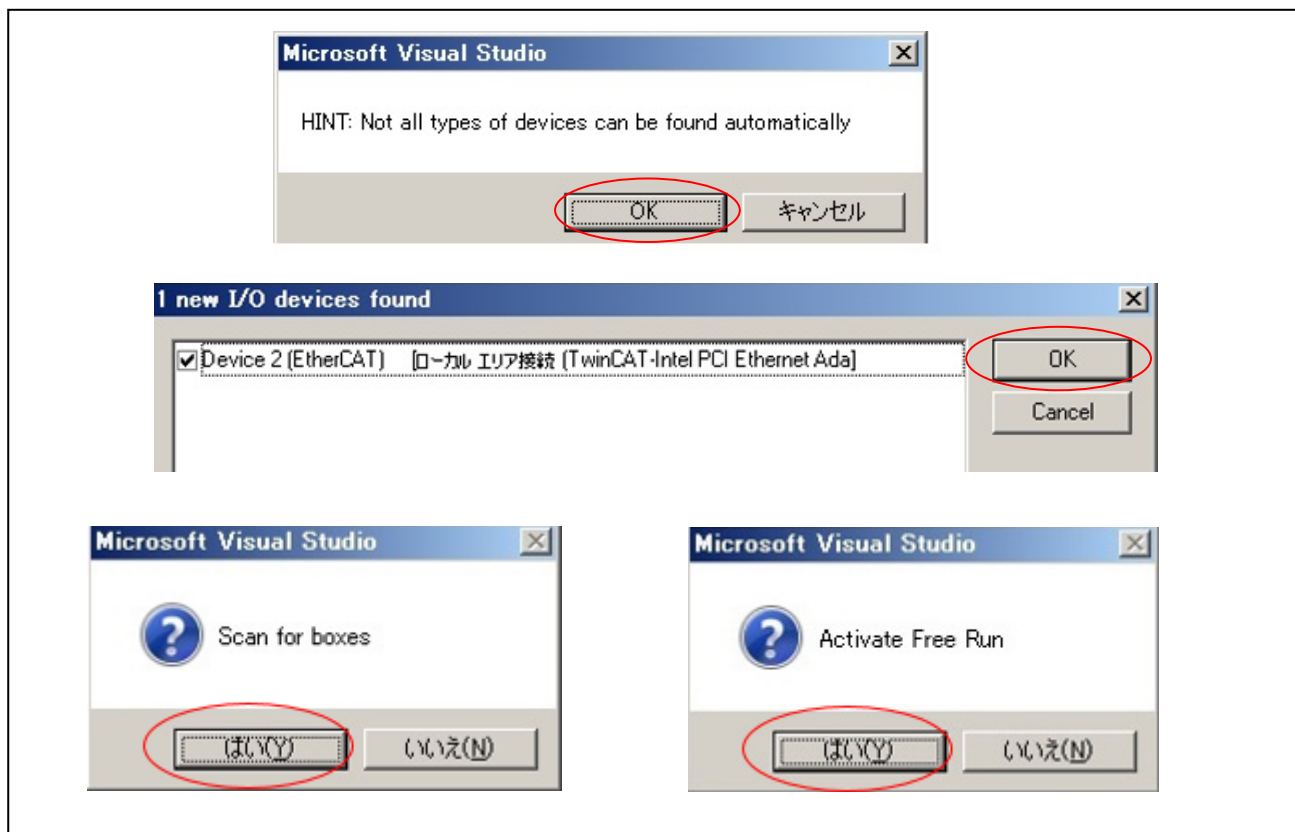 Microsoft Visual Studio
HINT: Not all types of devices can be found automatically
OK キャンセル
1 new I/O devices found
Device 2 (EtherCAT) [ローカル エリア接続 (TwinCAT-Intel PCI Ethernet Ada]
OK
Cancel
Microsoft Visual Studio
Scan for boxes
はい(Y) いいえ(N)
Microsoft Visual Studio
Activate Free Run
はい(Y) いいえ(N)